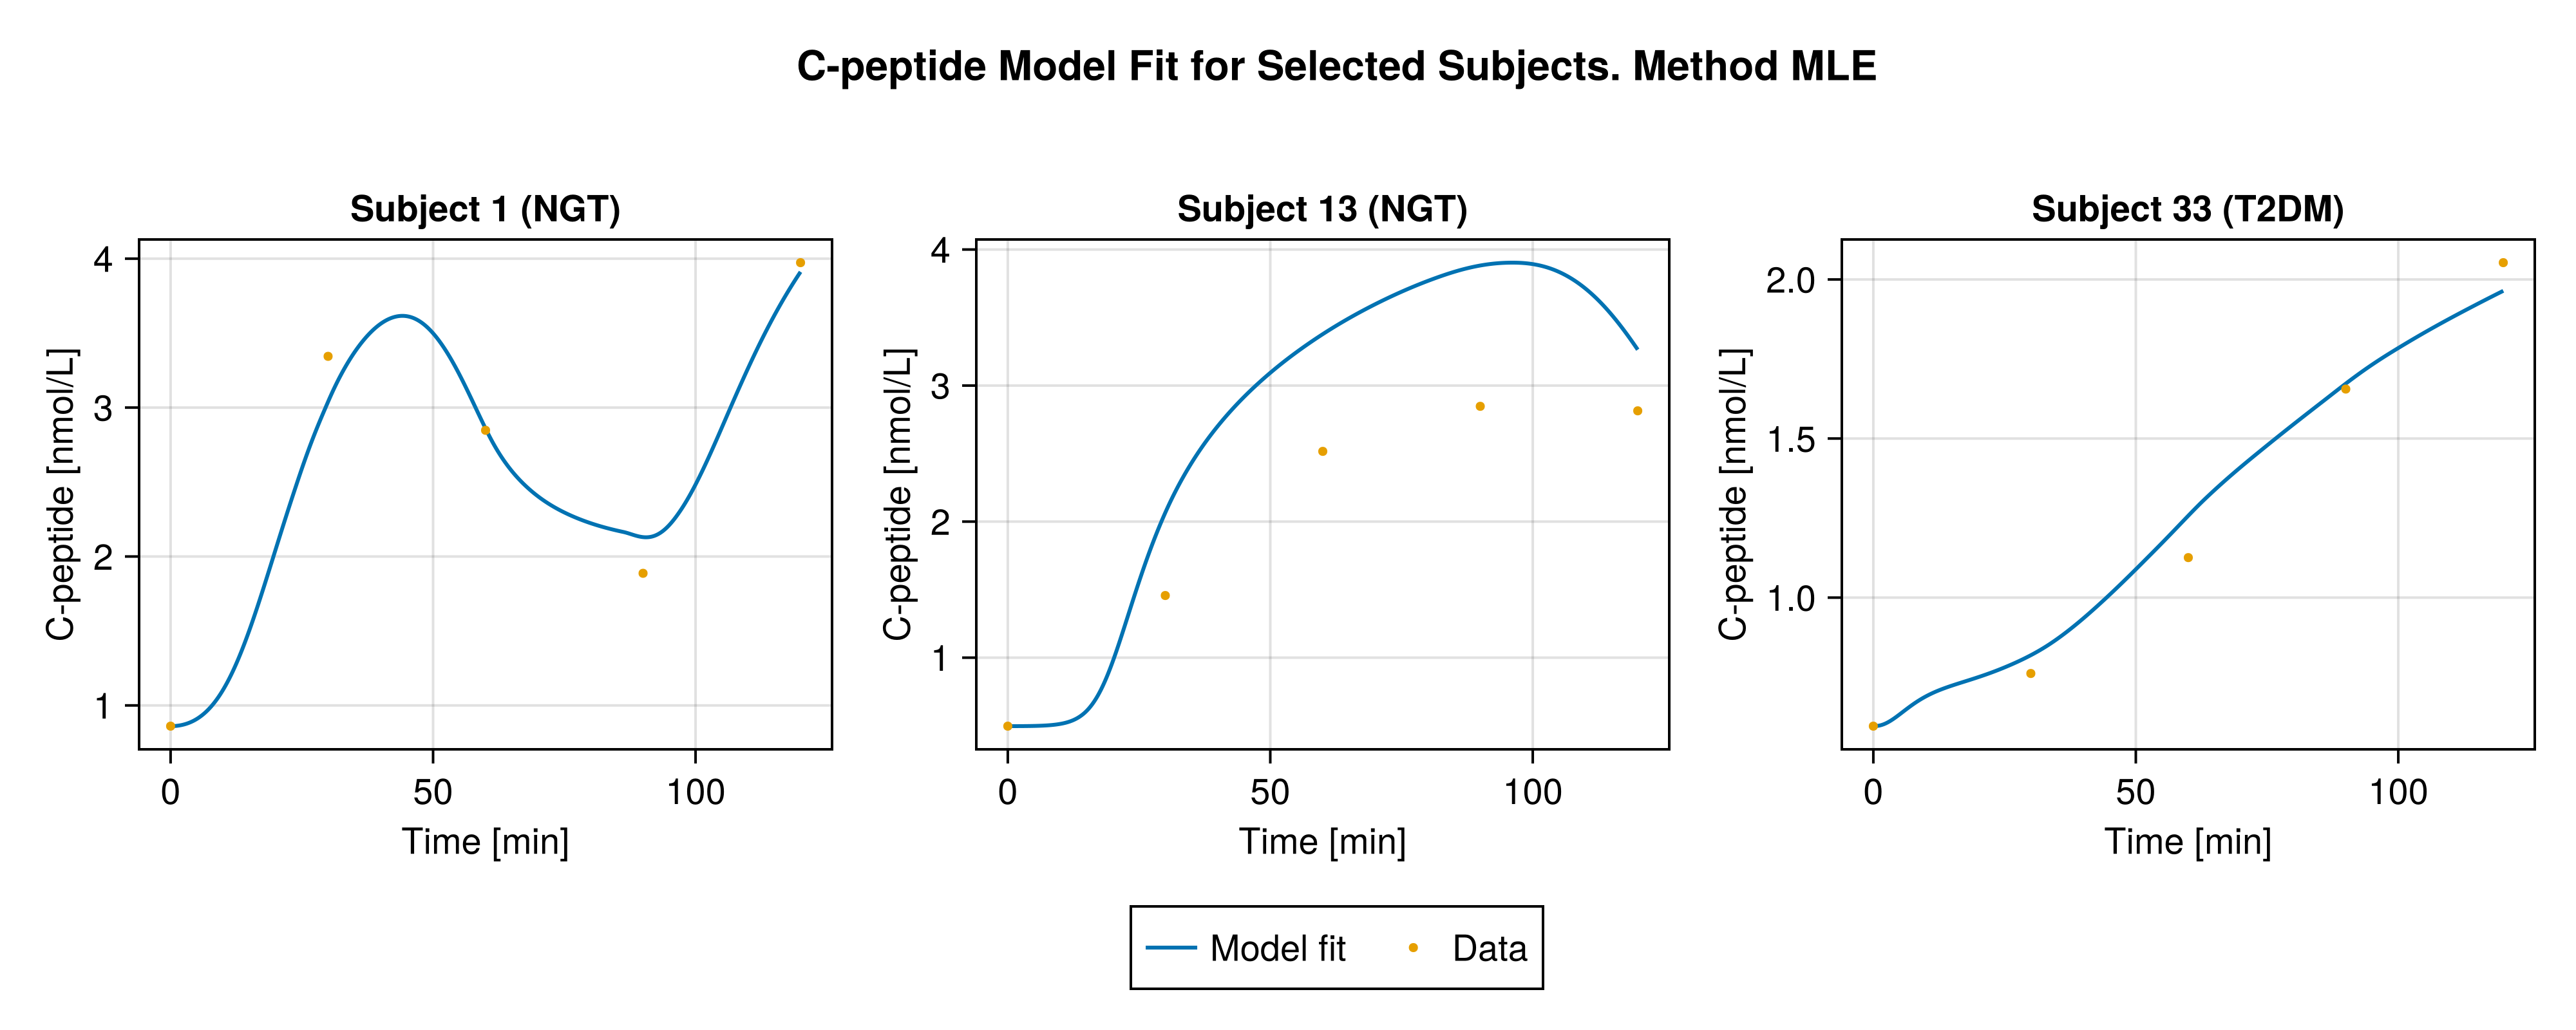 C-peptide Model Fit for Selected Subjects. Method MLE
Subject 1 (NGT)
4
3
2
1
C-peptide [nmol/L]
0 50 100
Time [min]
Subject 13 (NGT)
4
3
2
1
C-peptide [nmol/L]
0 50 100
Time [min]
Subject 33 (T2DM)
2.0
1.5
1.0
C-peptide [nmol/L]
0 50 100
Time [min]
Model fit Data